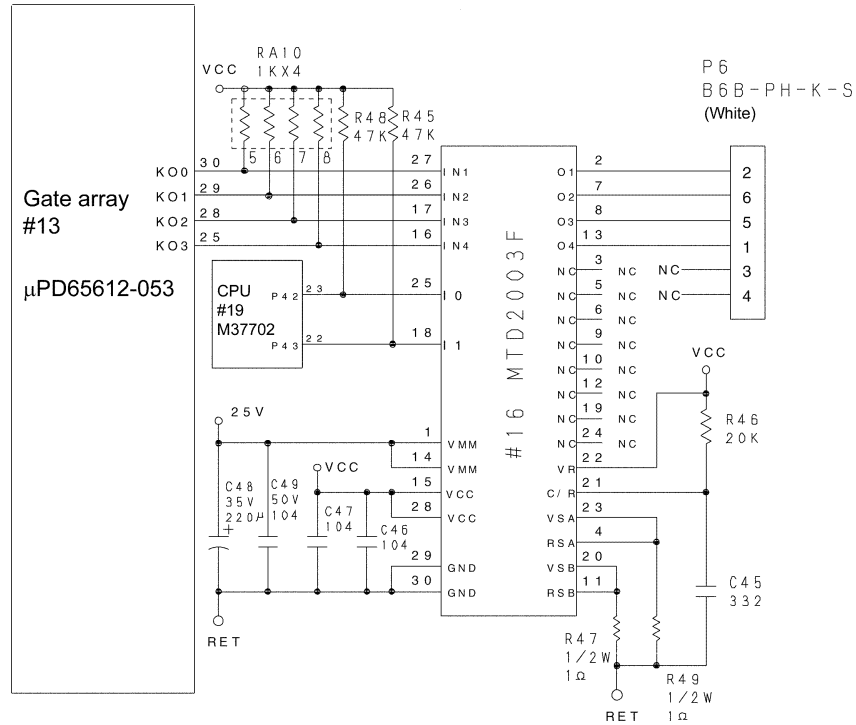 Gate array
#13
µPD65612-053
KO0
30
KO1
29
KO2
28
KO3
25
VCC
RA10
1KX4
5
6
7
8
R48
47K
R45
47K
CPU
#19
M37702
P42
23
P43
22
27
IN1
26
IN2
17
IN3
16
IN4
25
I0
18
I1
1
VMM
14
VMM
15
VCC
28
VCC
29
GND
30
GND
#16 MTD2003F
O1
2
O2
7
O3
8
O4
13
NC
3
NC
NC
5
NC
NC
6
NC
NC
9
NC
NC
10
NC
NC
12
NC
NC
19
NC
NC
24
NC
VR
22
C/R
21
VSA
23
RSA
4
VSB
20
RSB
11
P6
B6B-PH-K-S
(White)
2
6
5
1
NC
3
NC
4
VCC
R46
20K
C45
332
R47
1/2W
1Ω
R49
1/2W
1Ω
RET
25V
C48
35V
220µ
+
C49
50V
104
VCC
C47
104
C46
104
RET